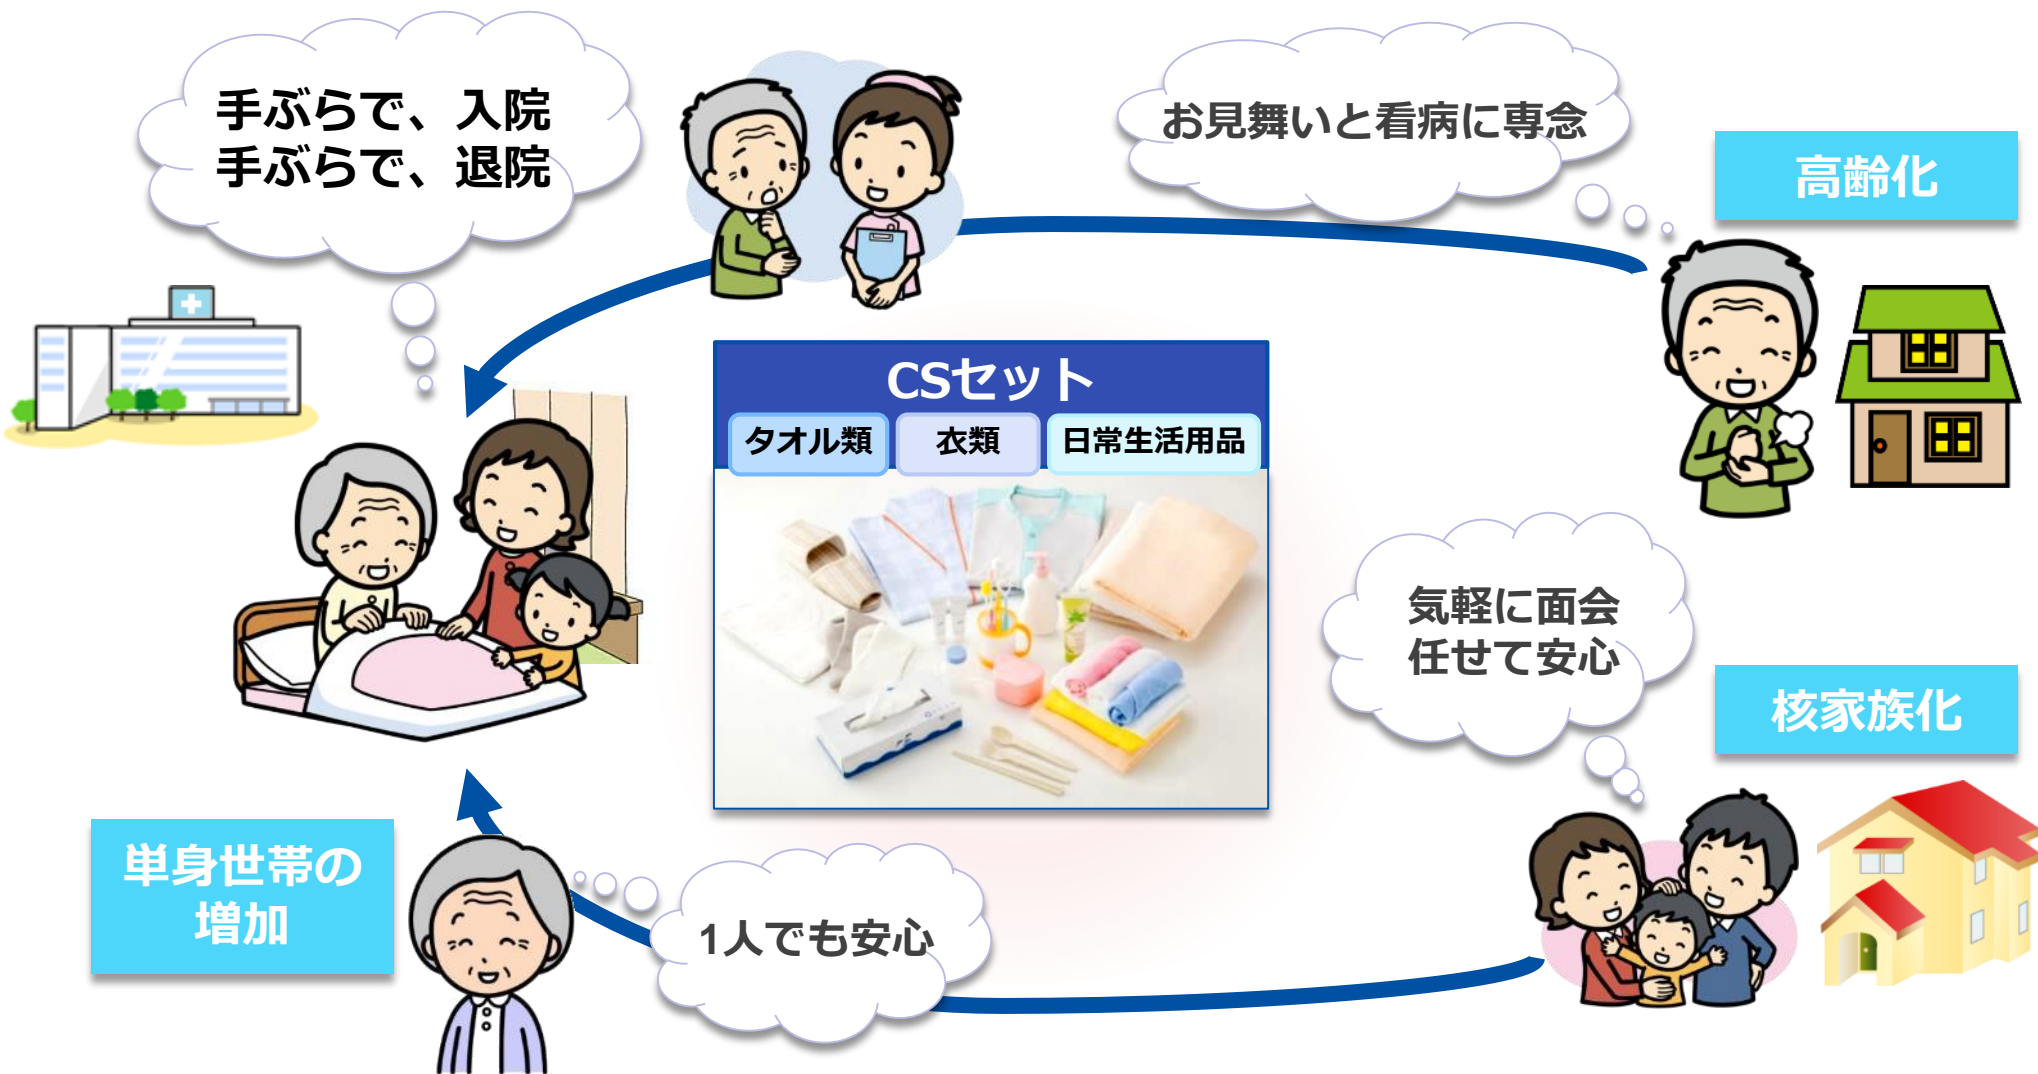 手ぶらで、入院
手ぶらで、退院
お見舞いと看病に専念
高齢化
CSセット
タオル類
衣類
日常生活用品
気軽に面会
任せて安心
核家族化
単身世帯の
増加
1人でも安心